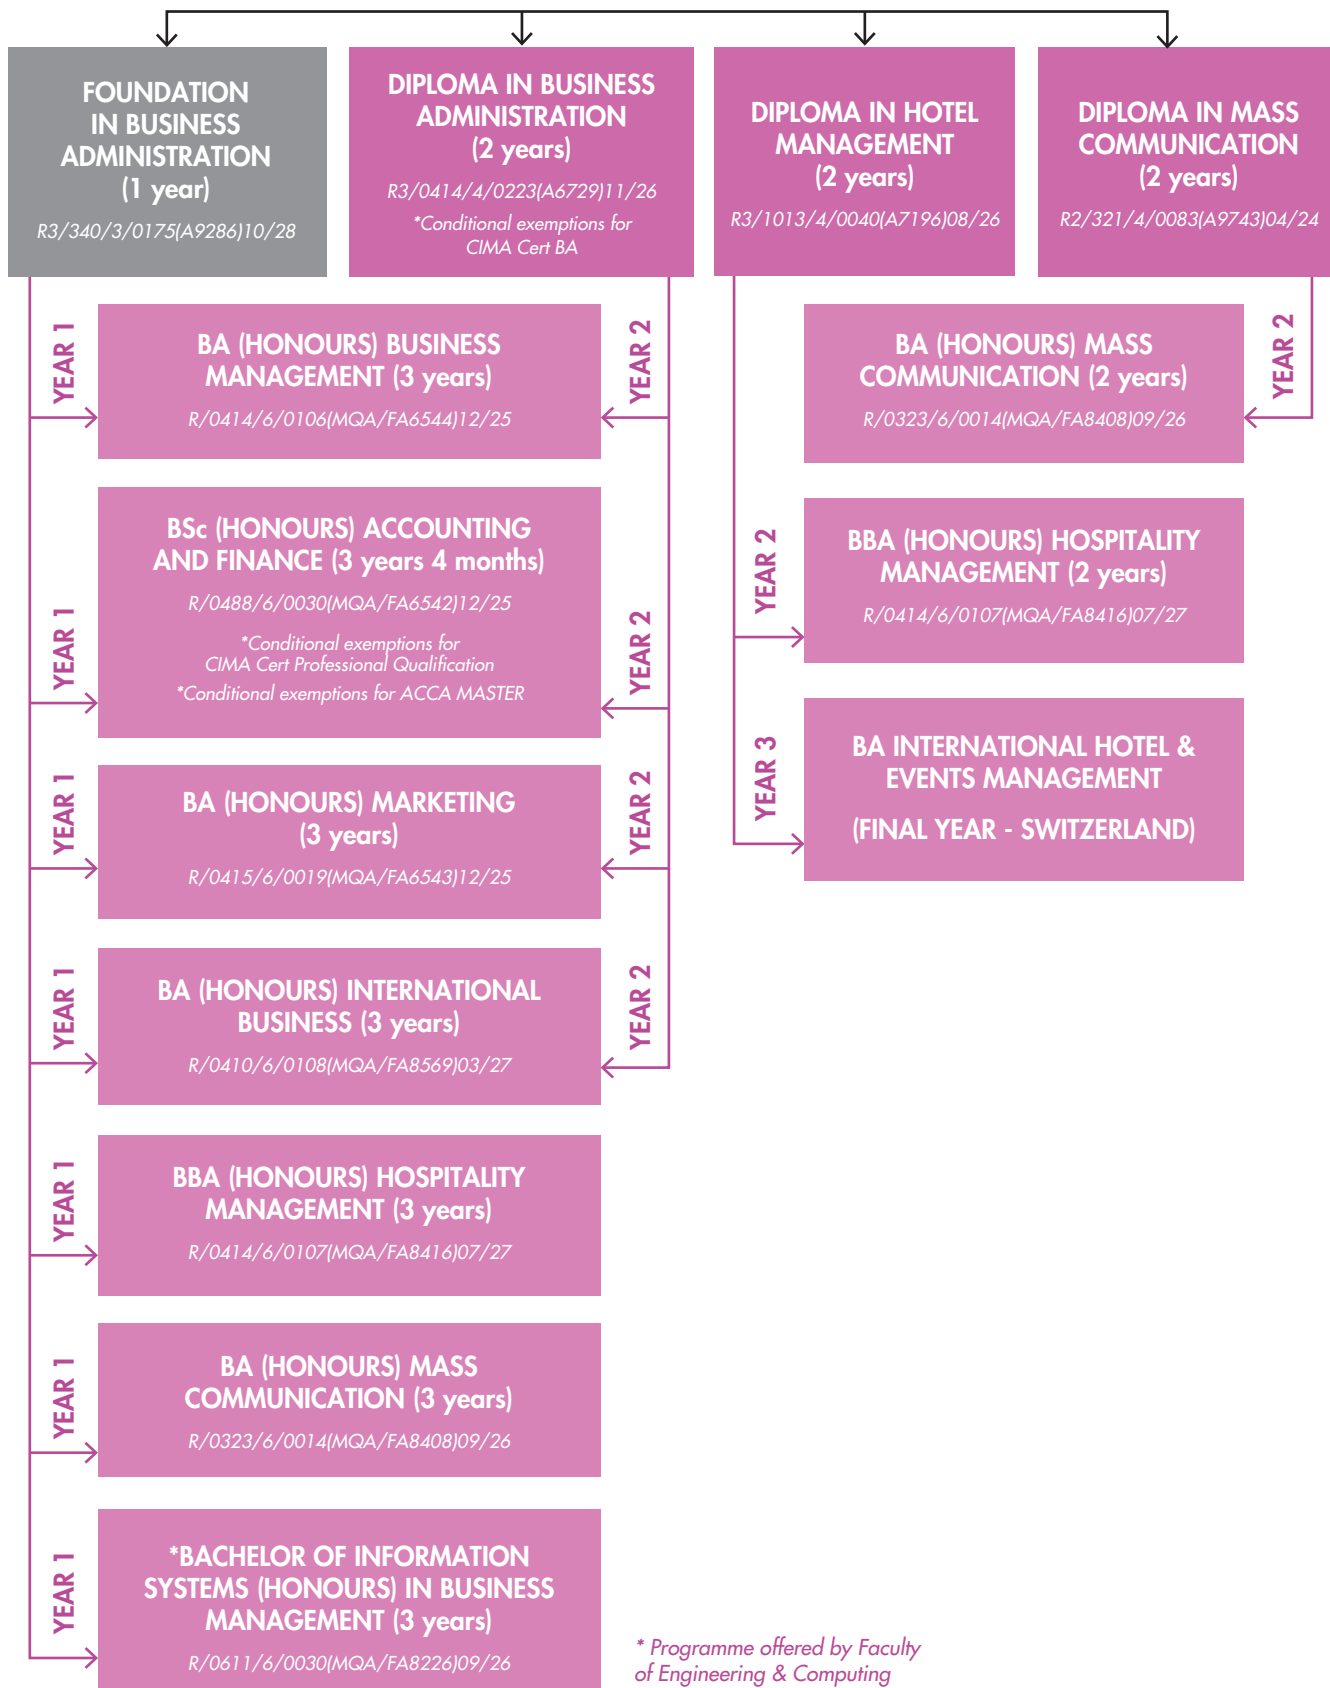 FOUNDATION
IN BUSINESS
ADMINISTRATION
(1 year)
R3/340/3/0175(A9286)10/28
DIPLOMA IN BUSINESS
ADMINISTRATION
(2 years)
R3/0414/4/0223(A6729)11/26
*Conditional exemptions for
CIMA Cert BA
DIPLOMA IN HOTEL
MANAGEMENT
(2 years)
R3/1013/4/0040(A7196)08/26
DIPLOMA IN MASS
COMMUNICATION
(2 years)
R2/321/4/0083(A9743)04/24
YEAR 1
BA (HONOURS) BUSINESS
MANAGEMENT (3 years)
R/0414/6/0106(MQA/FA6544)12/25
YEAR 2
BA (HONOURS) MASS
COMMUNICATION (2 years)
R/0323/6/0014(MQA/FA8408)09/26
YEAR 2
YEAR 1
BSc (HONOURS) ACCOUNTING
AND FINANCE (3 years 4 months)
R/0488/6/0030(MQA/FA6542)12/25
*Conditional exemptions for
CIMA Cert Professional Qualification
*Conditional exemptions for ACCA MASTER
YEAR 2
YEAR 2
BBA (HONOURS) HOSPITALITY
MANAGEMENT (2 years)
R/0414/6/0107(MQA/FA8416)07/27
YEAR 3
BA INTERNATIONAL HOTEL &
EVENTS MANAGEMENT
(FINAL YEAR - SWITZERLAND)
YEAR 1
BA (HONOURS) MARKETING
(3 years)
R/0415/6/0019(MQA/FA6543)12/25
YEAR 2
YEAR 1
BA (HONOURS) INTERNATIONAL
BUSINESS (3 years)
R/0410/6/0108(MQA/FA8569)03/27
YEAR 2
YEAR 1
BBA (HONOURS) HOSPITALITY
MANAGEMENT (3 years)
R/0414/6/0107(MQA/FA8416)07/27
YEAR 1
BA (HONOURS) MASS
COMMUNICATION (3 years)
R/0323/6/0014(MQA/FA8408)09/26
YEAR 1
*BACHELOR OF INFORMATION
SYSTEMS (HONOURS) IN BUSINESS
MANAGEMENT (3 years)
R/0611/6/0030(MQA/FA8226)09/26
* Programme offered by Faculty
of Engineering & Computing